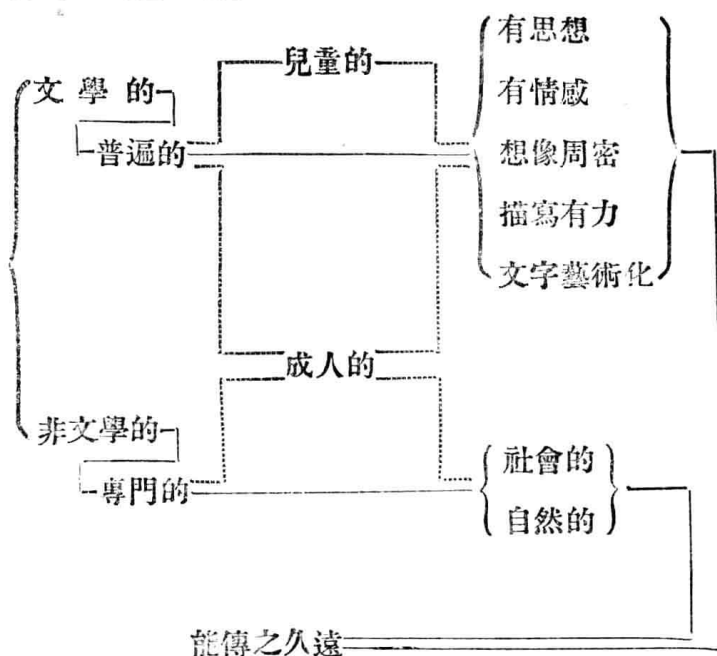 兒童的
有思想
文學的
有情感
普遍的
想像周密
描寫有力
文字藝術化
成人的
非文學的
社會的
專門的
自然的
能傳之久遠